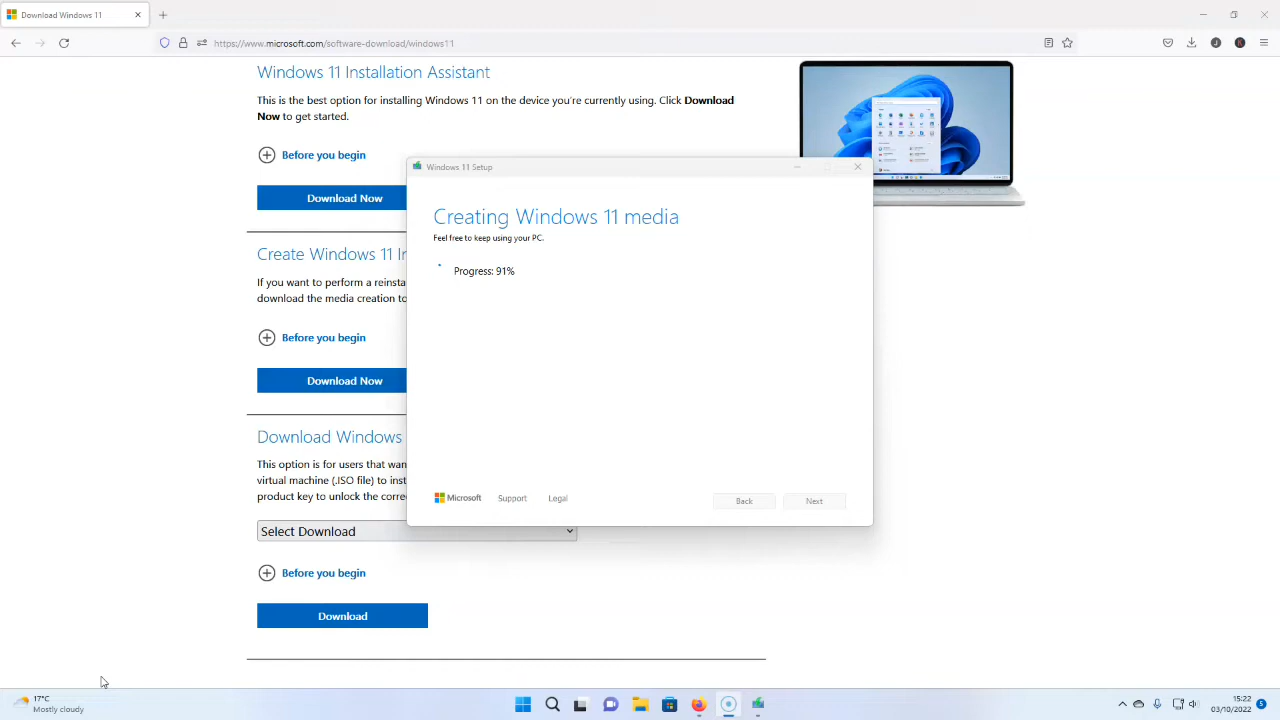 Download Windows 11
https://www.microsoft.com/software-download/windows11
Windows 11 Installation Assistant
This is the best option for installing Windows 11 on the device you're currently using. Click Download
Now to get started.
Before you begin
Download Now
Create Windows 11 I
If you want to perform a reinsta
download the media creation to
Before you begin
Download Now
Download Windows
This option is for users that wan
virtual machine (.ISO file) to inst
product key to unlock the corre
Select Download
Before you begin
Download
Windows 11 Setup
Creating Windows 11 media
Feel free to keep using your PC.
Progress: 91%
Microsoft
Support
Legal
Back
Next
17°C
Mostly cloudy
15:22
03/10/2022
5